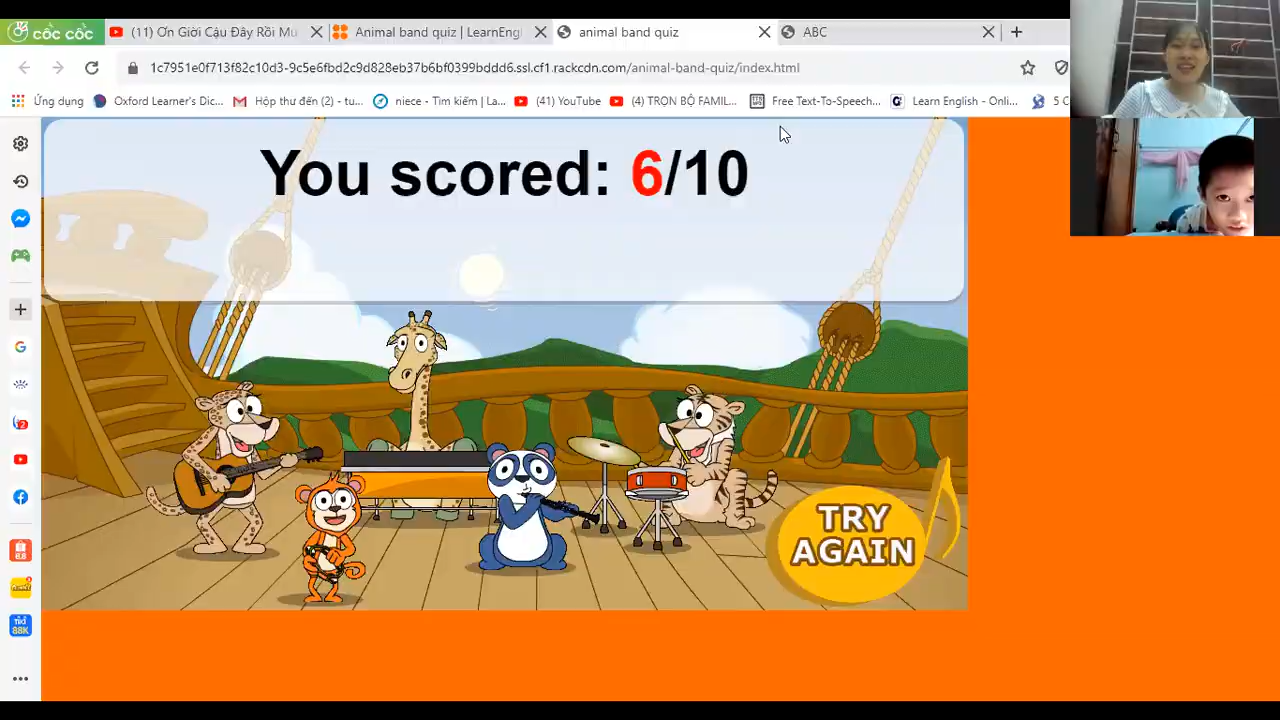 cốc cốc
(11) Ơn Giời Cậu Đây Rồi Mù
Animal band quiz | LearnEngl
animal band quiz
ABC
1c7951e0f713f82c10d3-9c5e6fbd2c9d828eb37b6bf0399bddd6.ssl.cf1.rackcdn.com/animal-band-quiz/index.html
Ứng dụng
Oxford Learner's Dic...
Hộp thư đến (2) - tu...
niece - Tìm kiếm | La...
(41) YouTube
(4) TRỌN BỘ FAMIL...
Free Text-To-Speech...
Learn English - Onli...
5 C
You scored: 6/10
TRY
AGAIN